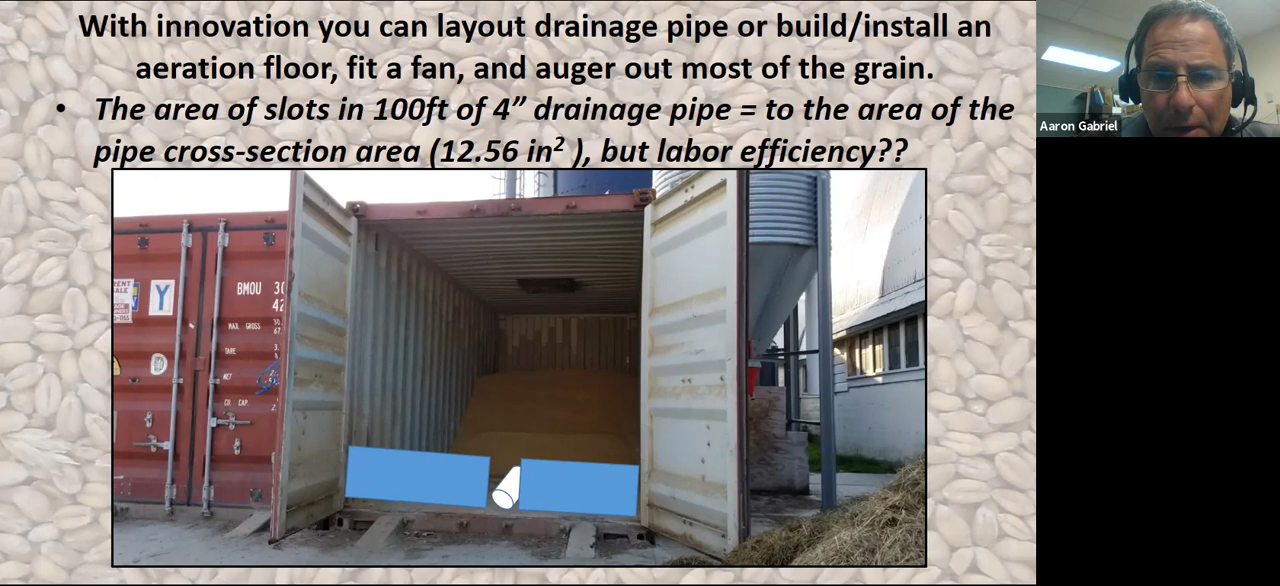 With innovation you can layout drainage pipe or build/install an
aeration floor, fit a fan, and auger out most of the grain.
• The area of slots in 100ft of 4” drainage pipe = to the area of the
pipe cross-section area (12.56 in² ), but labor efficiency??
Aaron Gabriel
Y
BMOU 30
42
MAX. GROSS
TARE
NET
CU. CAP.